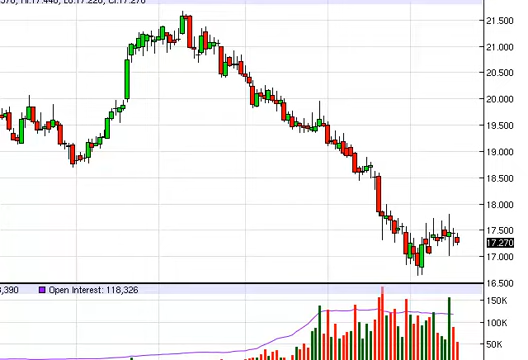 Hi:17.440, Lo:17.220, Cl:17.270
21.500
21.000
20.500
20.000
19.500
19.000
18.500
18.000
17.500
17.270
17.000
16.500
3,390 Open Interest: 118,326
150K
100K
50K